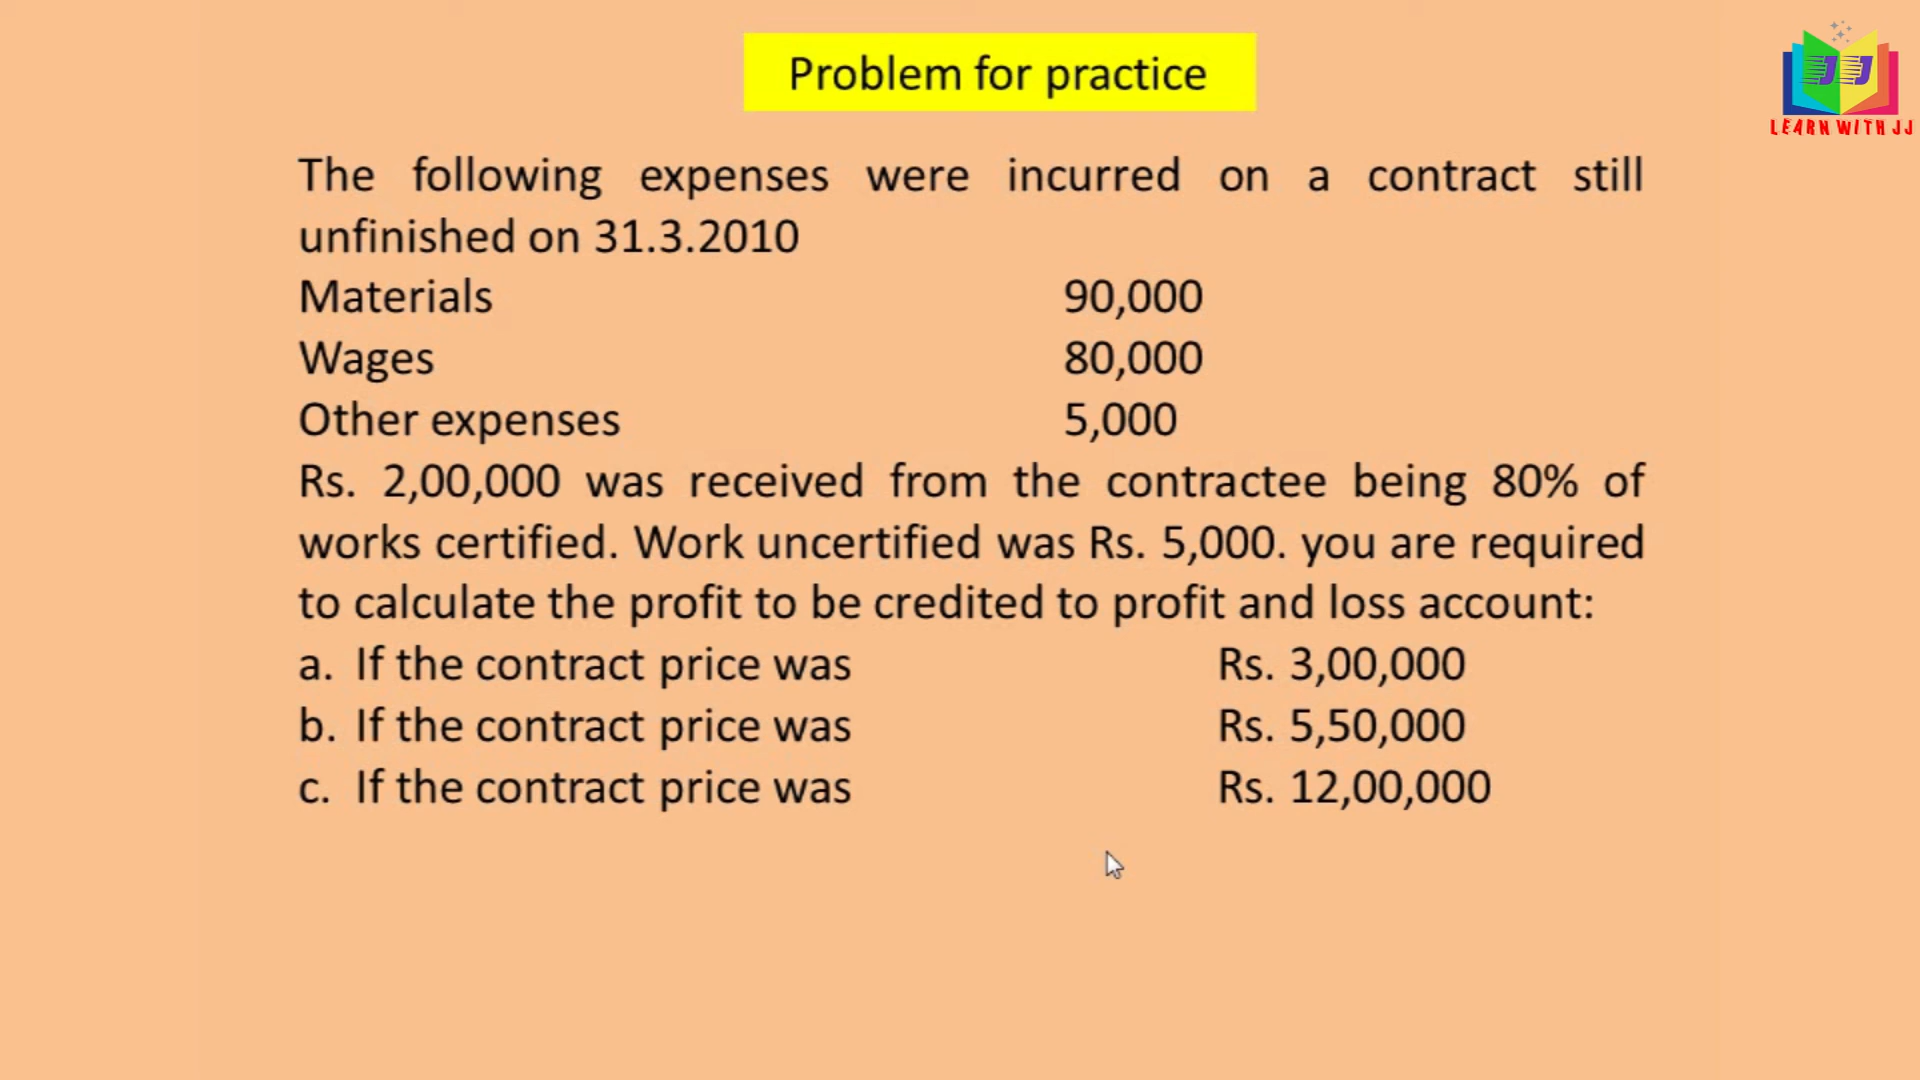 Problem for practice
JJ
LEARN WITH JJ
The following expenses were incurred on a contract still
unfinished on 31.3.2010
Materials 90,000
Wages 80,000
Other expenses 5,000
Rs. 2,00,000 was received from the contractee being 80% of
works certified. Work uncertified was Rs. 5,000. you are required
to calculate the profit to be credited to profit and loss account:
a. If the contract price was Rs. 3,00,000
b. If the contract price was Rs. 5,50,000
c. If the contract price was Rs. 12,00,000